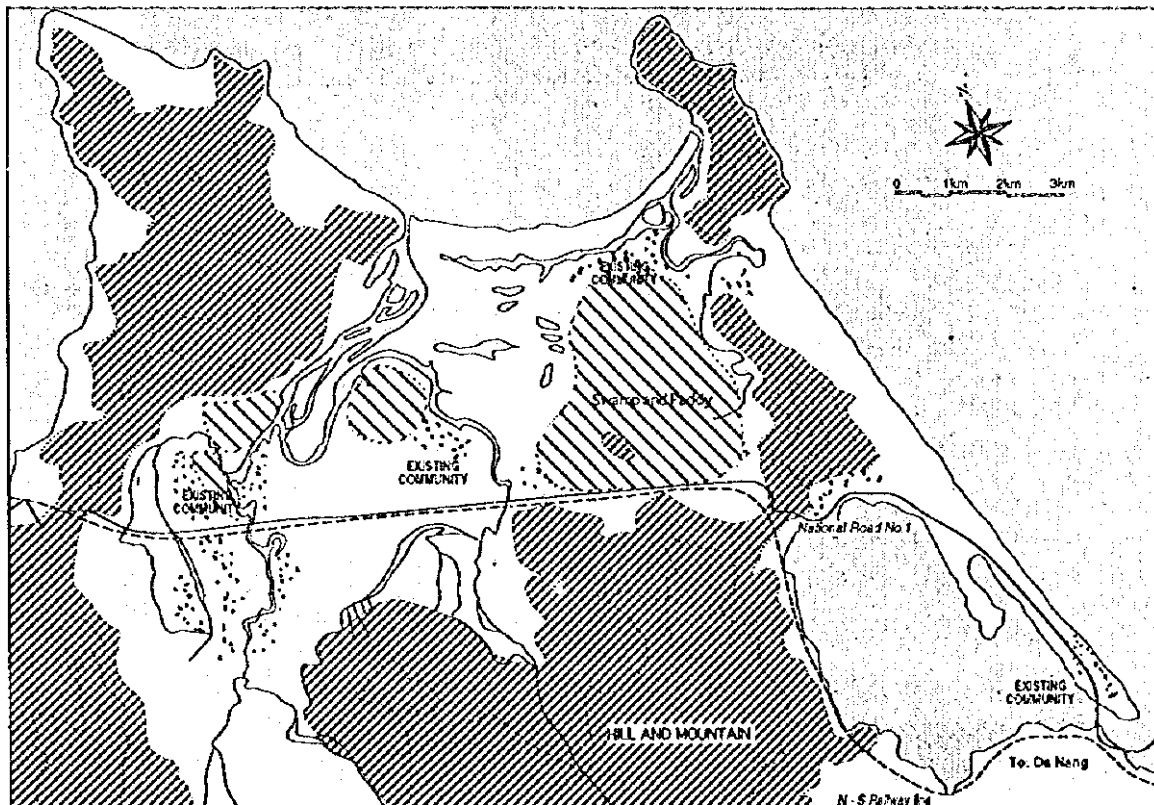 N
0 1km 2km 3km
EXISTING
COMMUNITY
Swamp and Paddy
EXISTING
COMMUNITY
EXISTING
COMMUNITY
National Road No.1
EXISTING
COMMUNITY
HILL AND MOUNTAIN
To: Da Nang
N - S Railway line